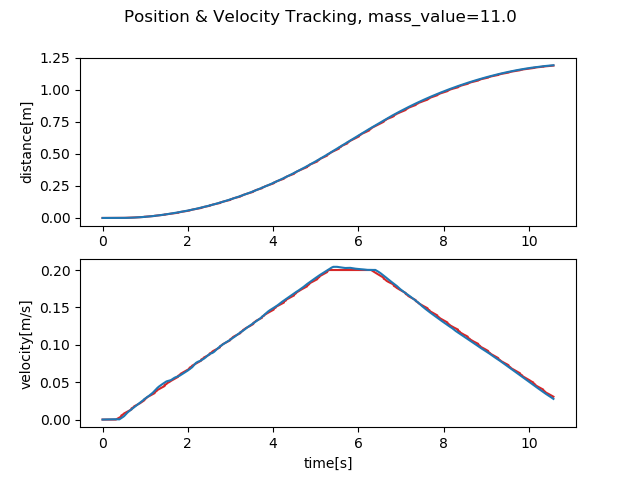 Position & Velocity Tracking, mass_value=11.0
1.25
1.00
0.75
0.50
0.25
0.00
distance[m]
0 2 4 6 8 10
0.20
0.15
0.10
0.05
0.00
velocity[m/s]
0 2 4 6 8 10
time[s]